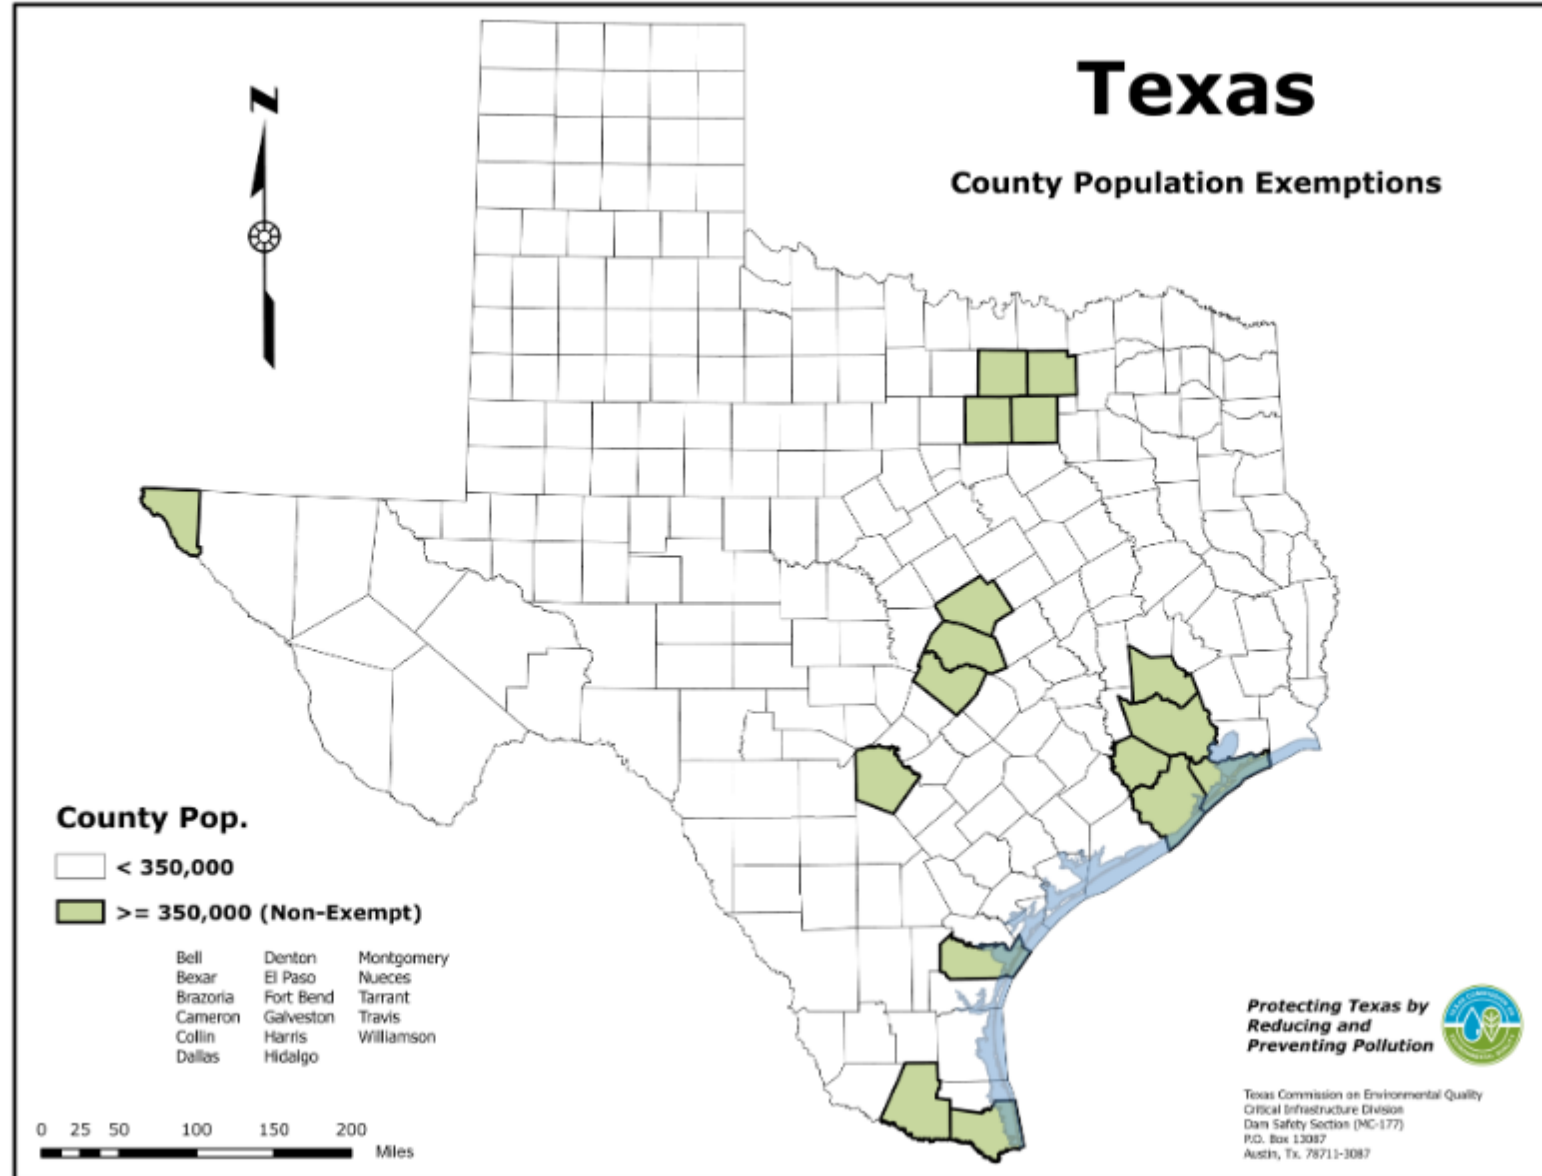 Texas
County Population Exemptions
N
County Pop.
< 350,000
>= 350,000 (Non-Exempt)
Bell Denton Montgomery
Bexar El Paso Nueces
Brazoria Fort Bend Tarrant
Cameron Galveston Travis
Collin Harris Williamson
Dallas Hidalgo
0 25 50 100 150 200
Miles
Protecting Texas by
Reducing and
Preventing Pollution
Texas Commission on Environmental Quality
Critical Infrastructure Division
Dam Safety Section (MC-177)
P.O. Box 13087
Austin, Tx. 78711-3087